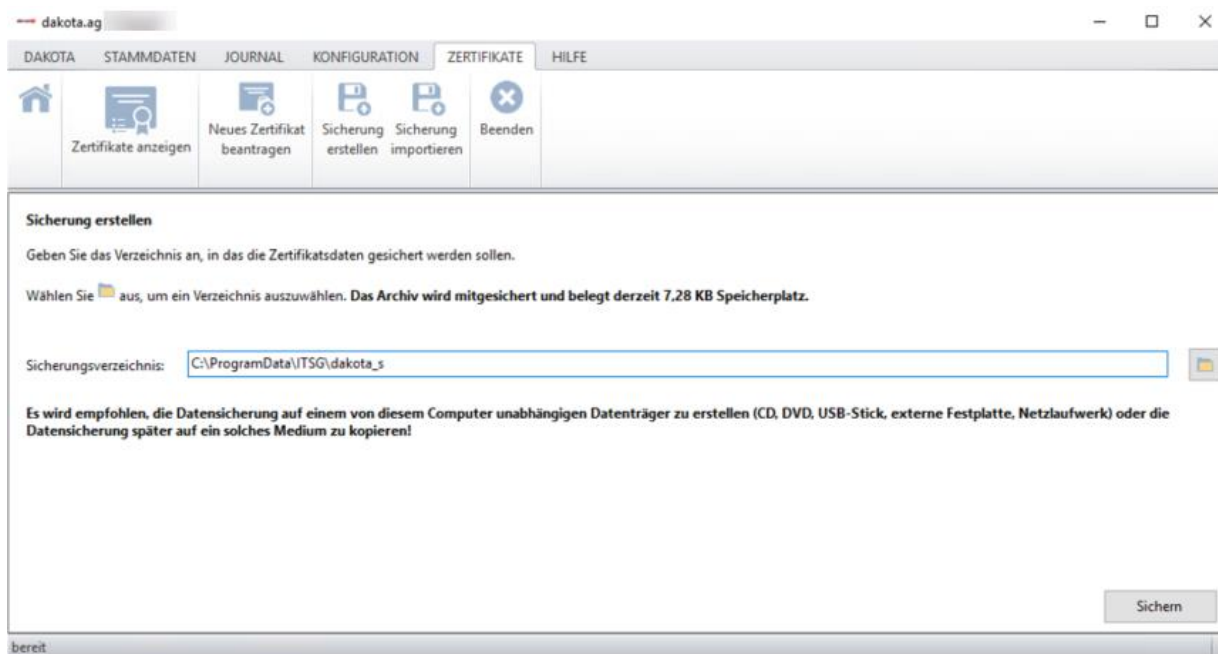 dakota.ag
DAKOTA STAMMDATEN JOURNAL KONFIGURATION ZERTIFIKATE HILFE
Zertifikate anzeigen
Neues Zertifikat
beantragen
Sicherung
erstellen
Sicherung
importieren
Beenden
Sicherung erstellen
Geben Sie das Verzeichnis an, in das die Zertifikatsdaten gesichert werden sollen.
Wählen Sie aus, um ein Verzeichnis auszuwählen. Das Archiv wird mitgesichert und belegt derzeit 7,28 KB Speicherplatz.
Sicherungsverzeichnis: C:\ProgramData\ITSG\dakota_s
Es wird empfohlen, die Datensicherung auf einem von diesem Computer unabhängigen Datenträger zu erstellen (CD, DVD, USB-Stick, externe Festplatte, Netzlaufwerk) oder die
Datensicherung später auf ein solches Medium zu kopieren!
Sichern
bereit